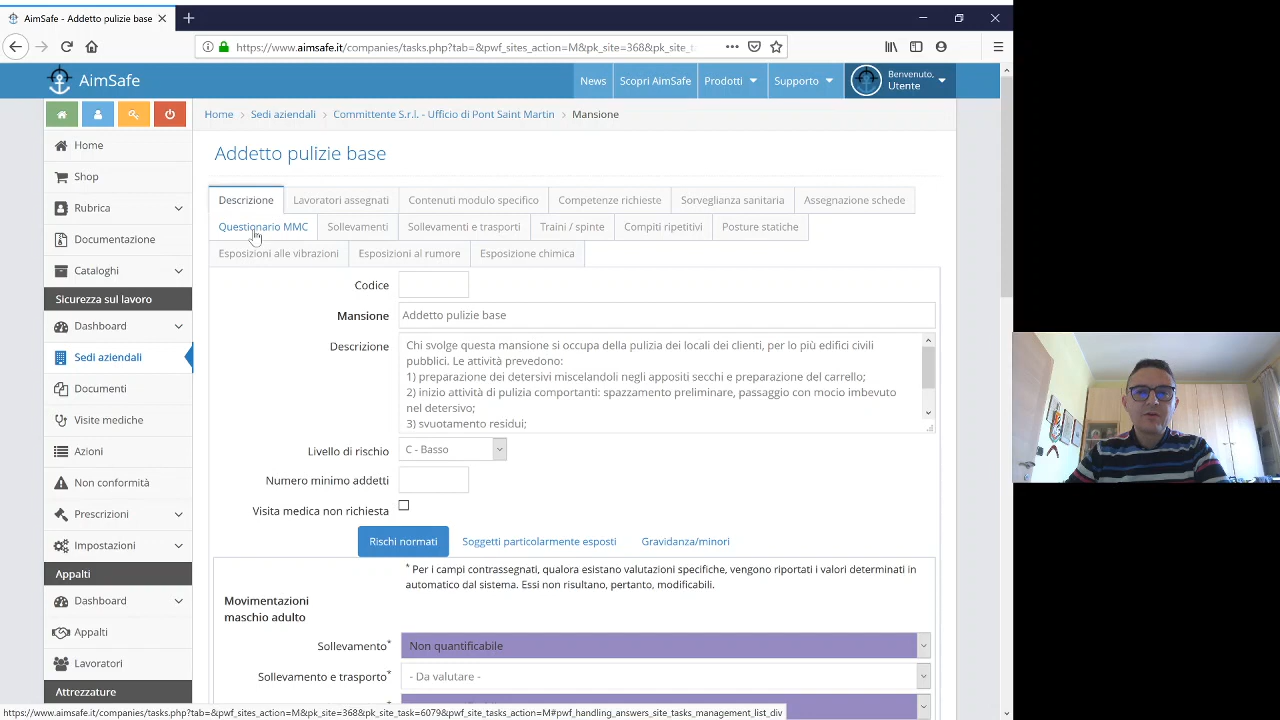 AimSafe - Addetto pulizie base
https://www.aimsafe.it/companies/tasks.php?tab=&pwf_sites_action=M&pk_site=368&pk_site_t
AimSafe
News
Scopri AimSafe
Prodotti
Supporto
Benvenuto,
Utente
Home
Shop
Rubrica
Documentazione
Cataloghi
Sicurezza sul lavoro
Dashboard
Sedi aziendali
Documenti
Visite mediche
Azioni
Non conformità
Prescrizioni
Impostazioni
Appalti
Dashboard
Appalti
Lavoratori
Attrezzature
Home > Sedi aziendali > Committente S.r.l. - Ufficio di Pont Saint Martin > Mansione
Addetto pulizie base
Descrizione
Lavoratori assegnati
Contenuti modulo specifico
Competenze richieste
Sorveglianza sanitaria
Assegnazione schede
Questionario MMC
Sollevamenti
Sollevamenti e trasporti
Traini / spinte
Compiti ripetitivi
Posture statiche
Esposizioni alle vibrazioni
Esposizioni al rumore
Esposizione chimica
Codice
Mansione
Addetto pulizie base
Descrizione
Chi svolge questa mansione si occupa della pulizia dei locali dei clienti, per lo più edifici civili
pubblici. Le attività prevedono:
1) preparazione dei detersivi miscelandoli negli appositi secchi e preparazione del carrello;
2) inizio attività di pulizia comportanti: spazzamento preliminare, passaggio con mocio imbevuto
nel detersivo;
3) svuotamento residui;
Livello di rischio
C - Basso
Numero minimo addetti
Visita medica non richiesta
Rischi normati
Soggetti particolarmente esposti
Gravidanza/minori
* Per i campi contrassegnati, qualora esistano valutazioni specifiche, vengono riportati i valori determinati in
automatico dal sistema. Essi non risultano, pertanto, modificabili.
Movimentazioni
maschio adulto
Sollevamento*
Non quantificabile
Sollevamento e trasporto*
- Da valutare -
https://www.aimsafe.it/companies/tasks.php?tab=&pwf_sites_action=M&pk_site=368&pk_site_task=6079&pwf_site_tasks_action=M#pwf_handling_answers_site_tasks_management_list_div